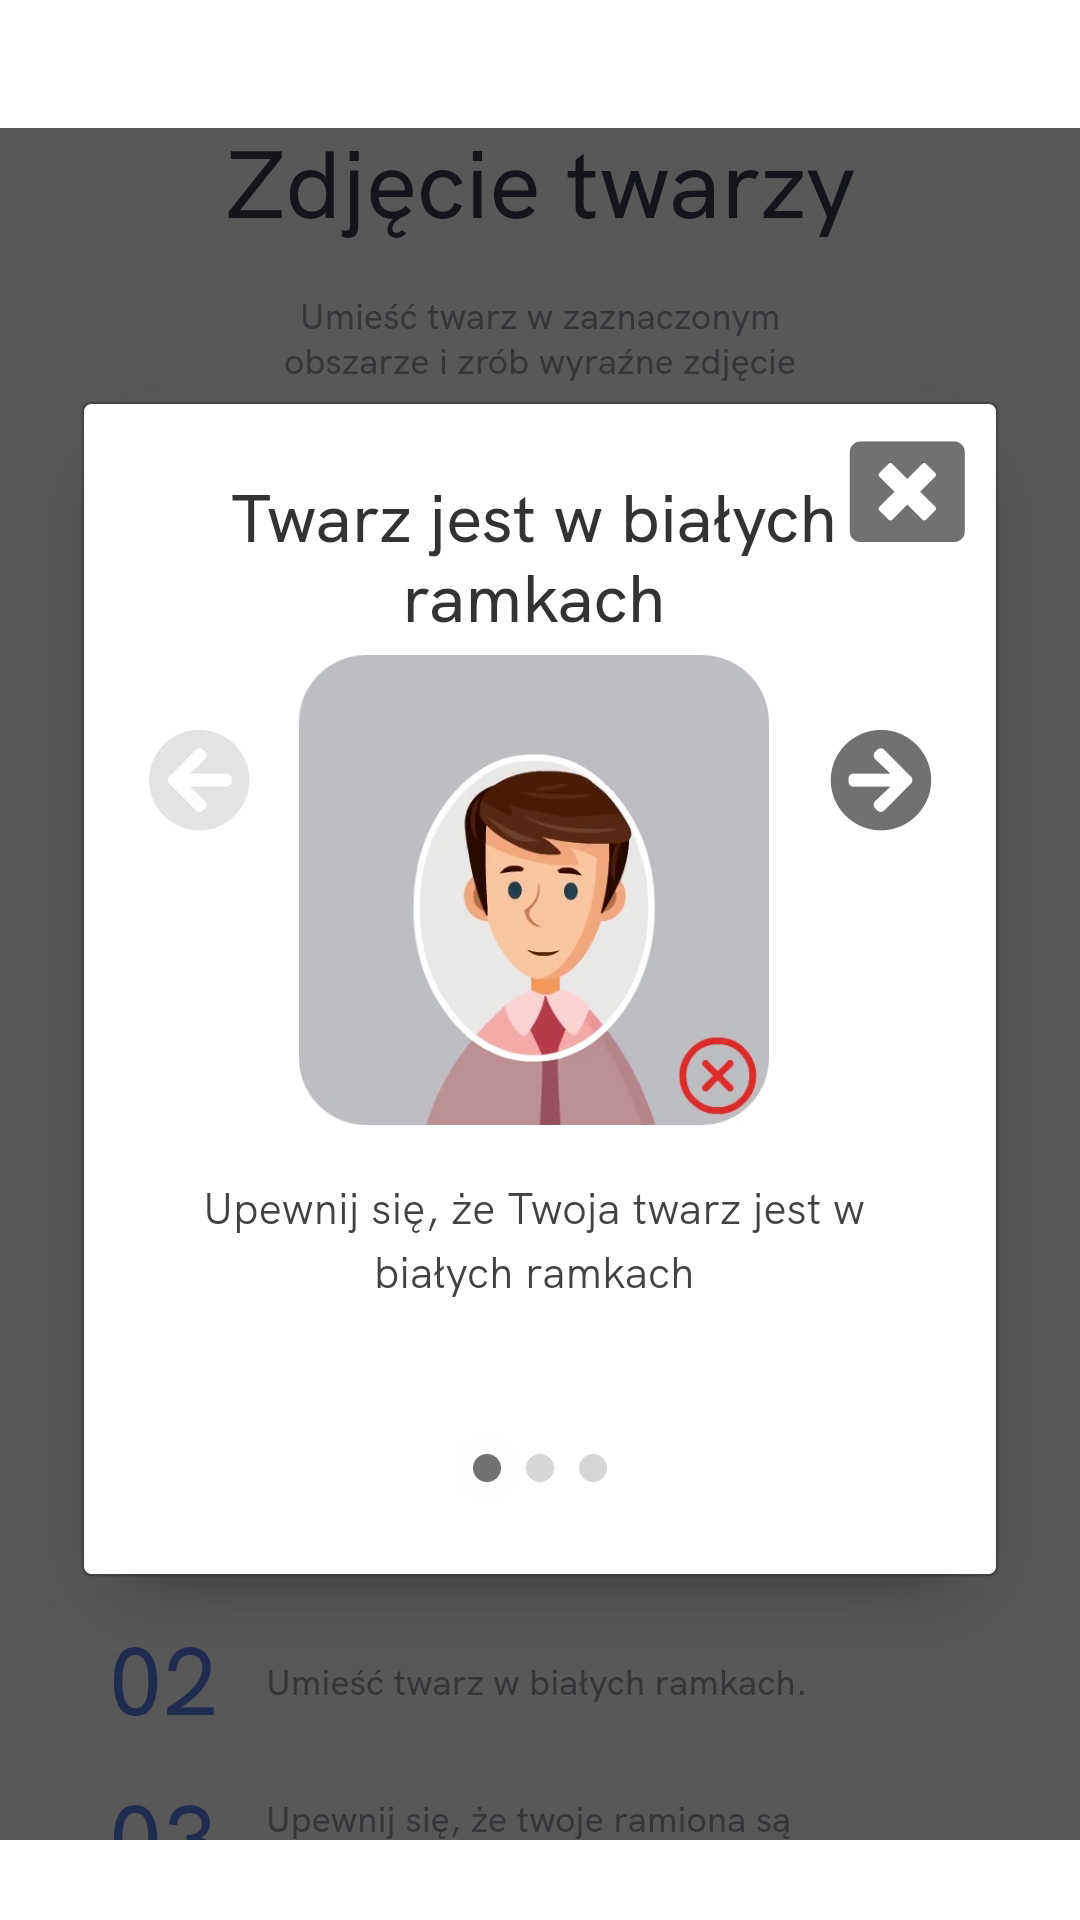 Zdjęcie twarzy
Umieść twarz w zaznaczonym
obszarze i zrób wyraźne zdjęcie
Twarz jest w białych
ramkach
Upewnij się, że Twoja twarz jest w
białych ramkach
02
Umieść twarz w białych ramkach.
03
Upewnij się, że twoje ramiona są